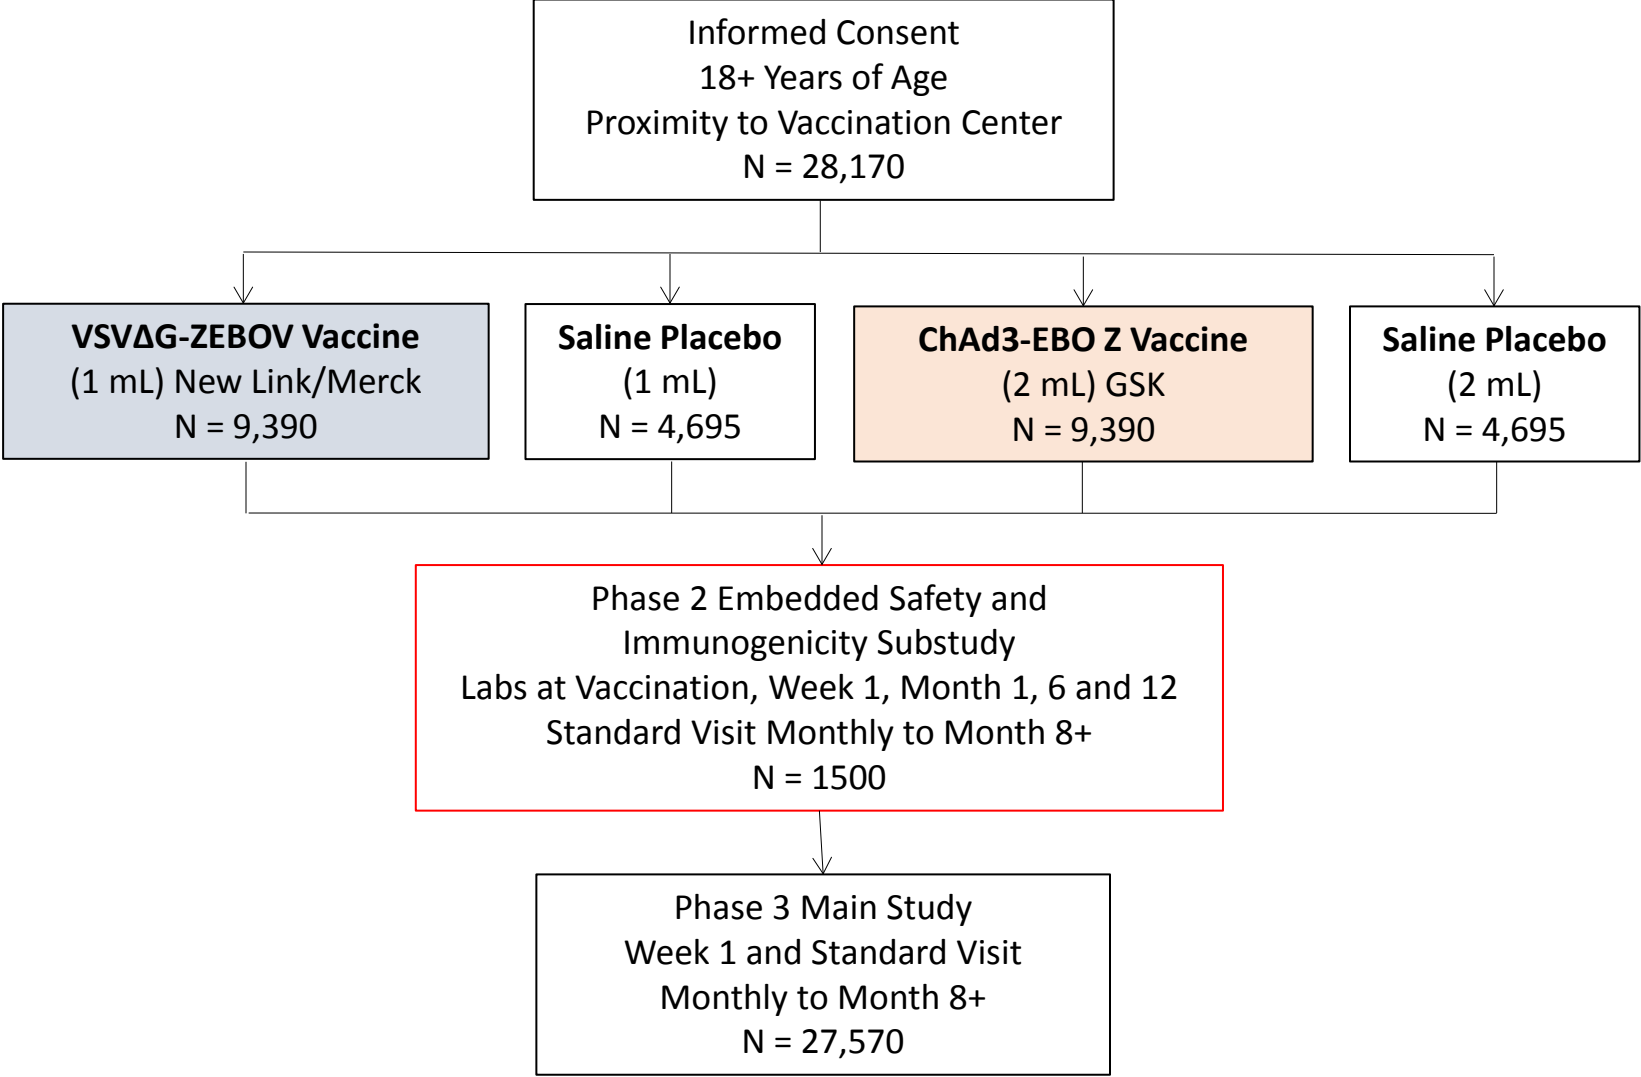 Informed Consent
18+ Years of Age
Proximity to Vaccination Center
N = 28,170
VSVΔG-ZEBOV Vaccine
(1 mL) New Link/Merck
N = 9,390
Saline Placebo
(1 mL)
N = 4,695
ChAd3-EBO Z Vaccine
(2 mL) GSK
N = 9,390
Saline Placebo
(2 mL)
N = 4,695
Phase 2 Embedded Safety and
Immunogenicity Substudy
Labs at Vaccination, Week 1, Month 1, 6 and 12
Standard Visit Monthly to Month 8+
N = 1500
Phase 3 Main Study
Week 1 and Standard Visit
Monthly to Month 8+
N = 27,570